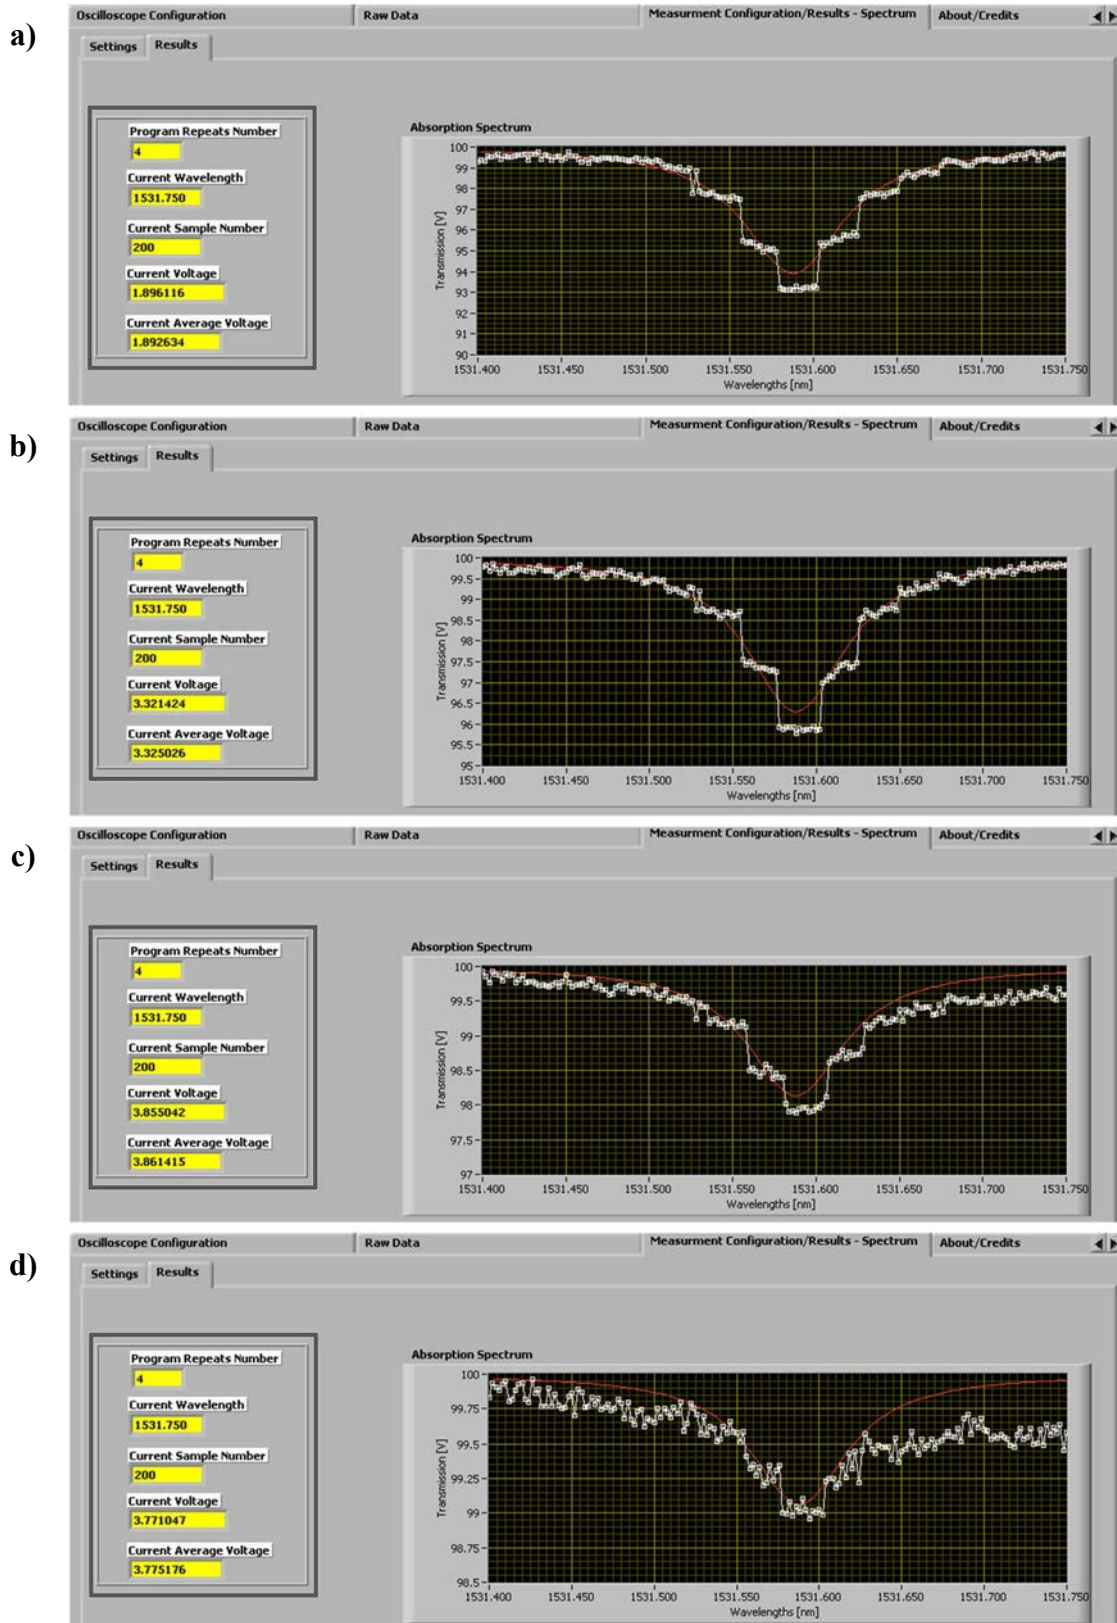 a)
Oscilloscope Configuration Raw Data Measurment Configuration/Results - Spectrum About/Credits
Settings Results
Program Repeats Number
4
Current Wavelength
1531.750
Current Sample Number
200
Current Voltage
1.896116
Current Average Voltage
1.892634
Absorption Spectrum
Transmission [V]
100
99
98
97
96
95
94
93
92
91
90
1531.400 1531.450 1531.500 1531.550 1531.600 1531.650 1531.700 1531.750
Wavelengths [nm]
b)
Oscilloscope Configuration Raw Data Measurment Configuration/Results - Spectrum About/Credits
Settings Results
Program Repeats Number
4
Current Wavelength
1531.750
Current Sample Number
200
Current Voltage
3.321424
Current Average Voltage
3.325026
Absorption Spectrum
Transmission [V]
100
99.5
99
98.5
98
97.5
97
96.5
96
95.5
95
1531.400 1531.450 1531.500 1531.550 1531.600 1531.650 1531.700 1531.750
Wavelengths [nm]
c)
Oscilloscope Configuration Raw Data Measurment Configuration/Results - Spectrum About/Credits
Settings Results
Program Repeats Number
4
Current Wavelength
1531.750
Current Sample Number
200
Current Voltage
3.855042
Current Average Voltage
3.861415
Absorption Spectrum
Transmission [V]
100
99.5
99
98.5
98
97.5
97
1531.400 1531.450 1531.500 1531.550 1531.600 1531.650 1531.700 1531.750
Wavelengths [nm]
d)
Oscilloscope Configuration Raw Data Measurment Configuration/Results - Spectrum About/Credits
Settings Results
Program Repeats Number
4
Current Wavelength
1531.750
Current Sample Number
200
Current Voltage
3.771047
Current Average Voltage
3.775176
Absorption Spectrum
Transmission [V]
100
99.75
99.5
99.25
99
98.75
98.5
1531.400 1531.450 1531.500 1531.550 1531.600 1531.650 1531.700 1531.750
Wavelengths [nm]